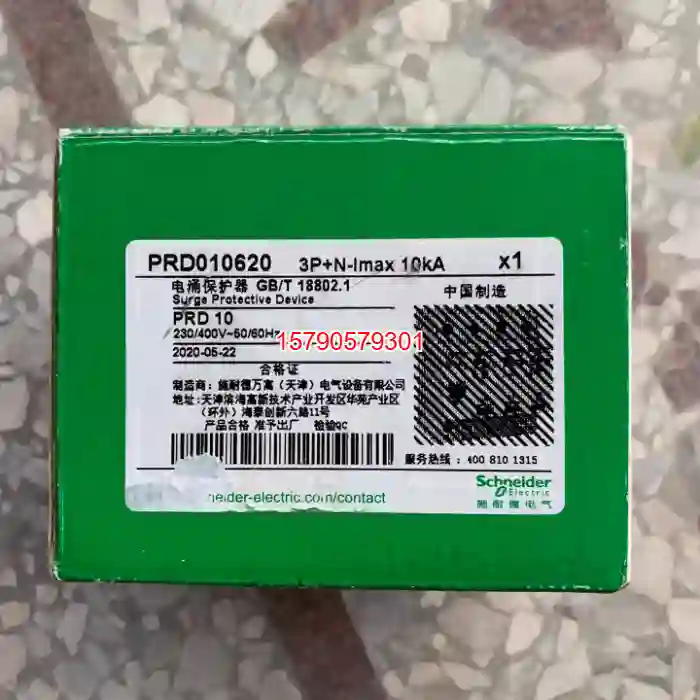 PRD010620 3P+N-Imax 10kA x1
电涌保护器 GB/T 18802.1
Surge Protective Device
中国制造
PRD 10
230/400V~50/60Hz
15790579301
2020-05-22
合格证
制造商：施耐德万高（天津）电气设备有限公司
地址：天津滨海高新技术产业开发区华苑产业区
（环外）海泰创新六路11号
产品合格 准予出厂 检验QC
服务热线：400 810 1315
neider-electric.com/contact
Schneider
Electric
施耐德电气